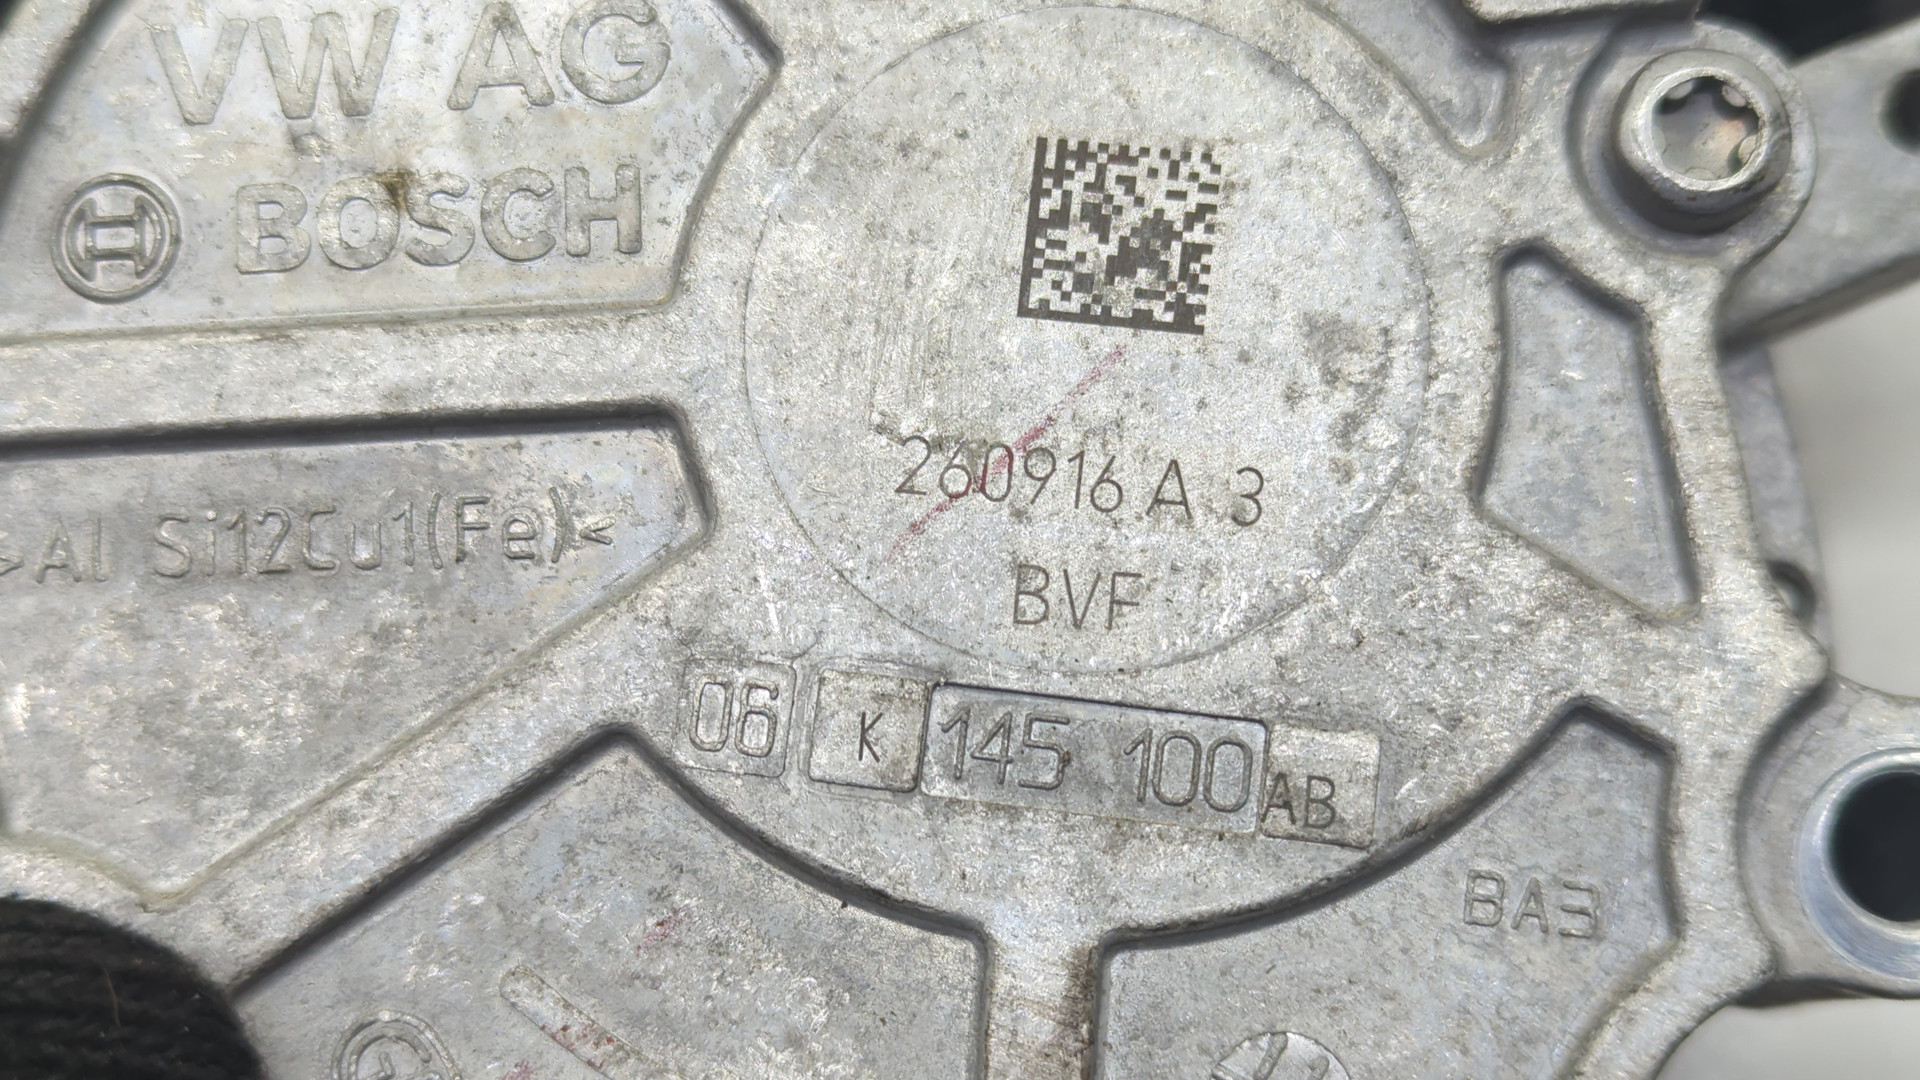 VW AG
BOSCH
260916 A 3
>Al Si12Cu1(Fe)<
BVF
06 K 145 100 AB
BA3